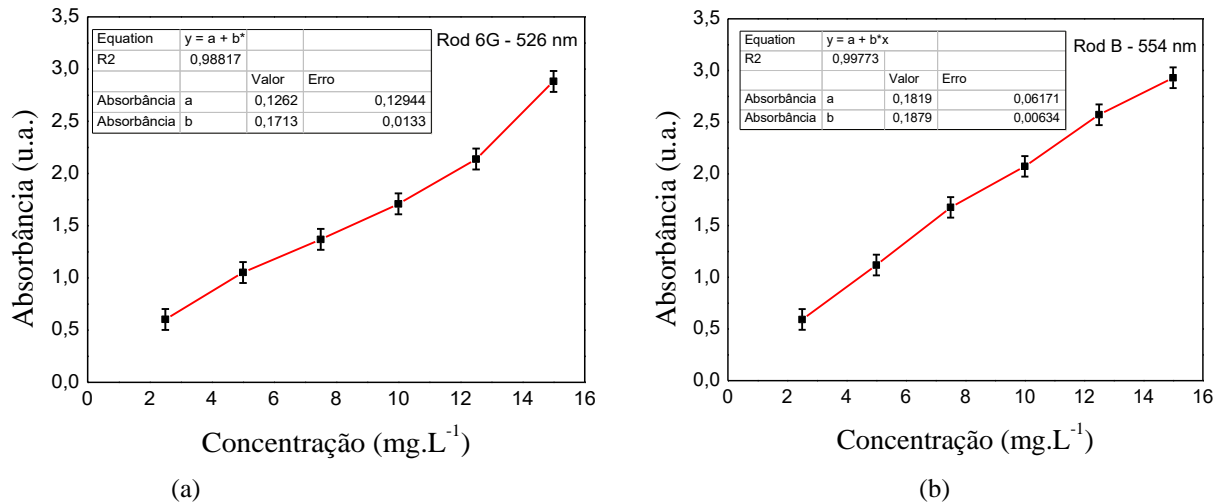 3,5
3,0
2,5
2,0
1,5
1,0
0,5
0,0
Absorbância (u.a.)
Equation y = a + b*
R2 0,98817
Valor Erro
Absorbância a 0,1262 0,12944
Absorbância b 0,1713 0,0133
Rod 6G - 526 nm
0 2 4 6 8 10 12 14 16
Concentração (mg.L-1)
(a)
3,5
3,0
2,5
2,0
1,5
1,0
0,5
0,0
Absorbância (u.a.)
Equation y = a + b*x
R2 0,99773
Valor Erro
Absorbância a 0,1819 0,06171
Absorbância b 0,1879 0,00634
Rod B - 554 nm
0 2 4 6 8 10 12 14 16
Concentração (mg.L-1)
(b)